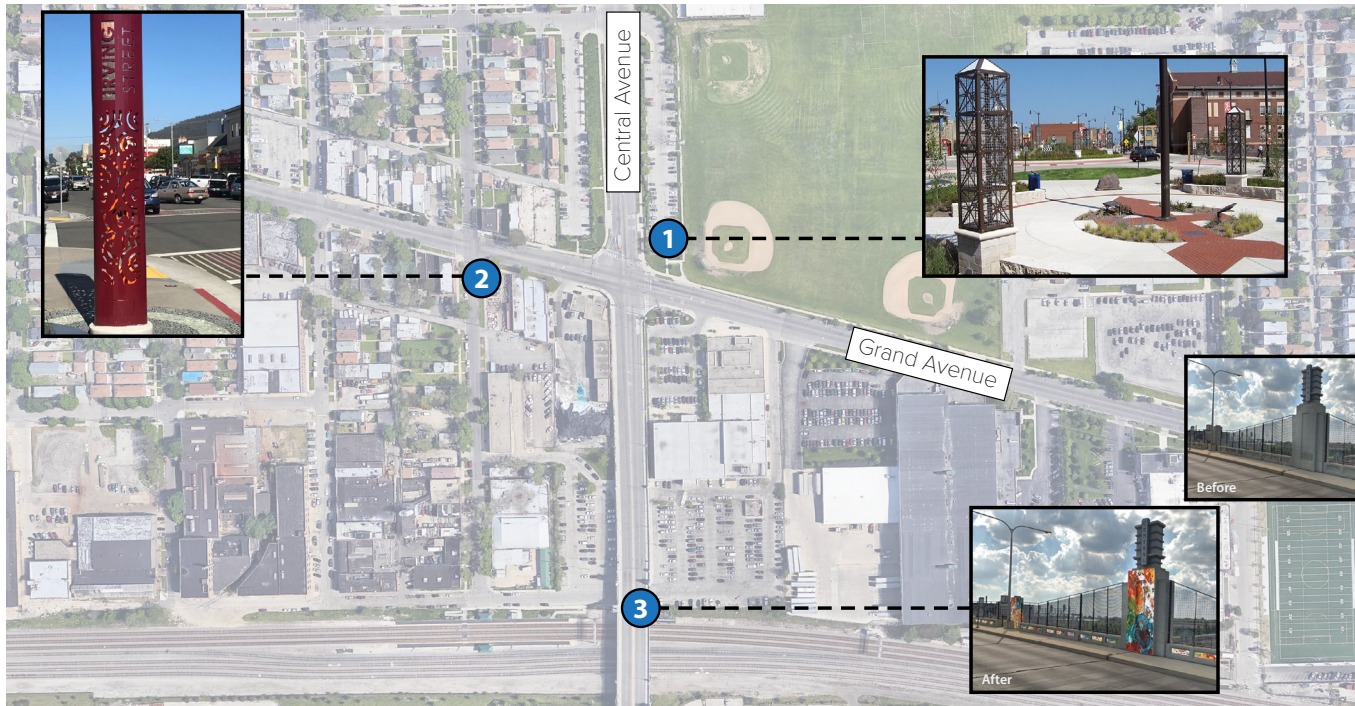 IRVING
STREET
Central Avenue
1
2
Grand Avenue
Before
3
After